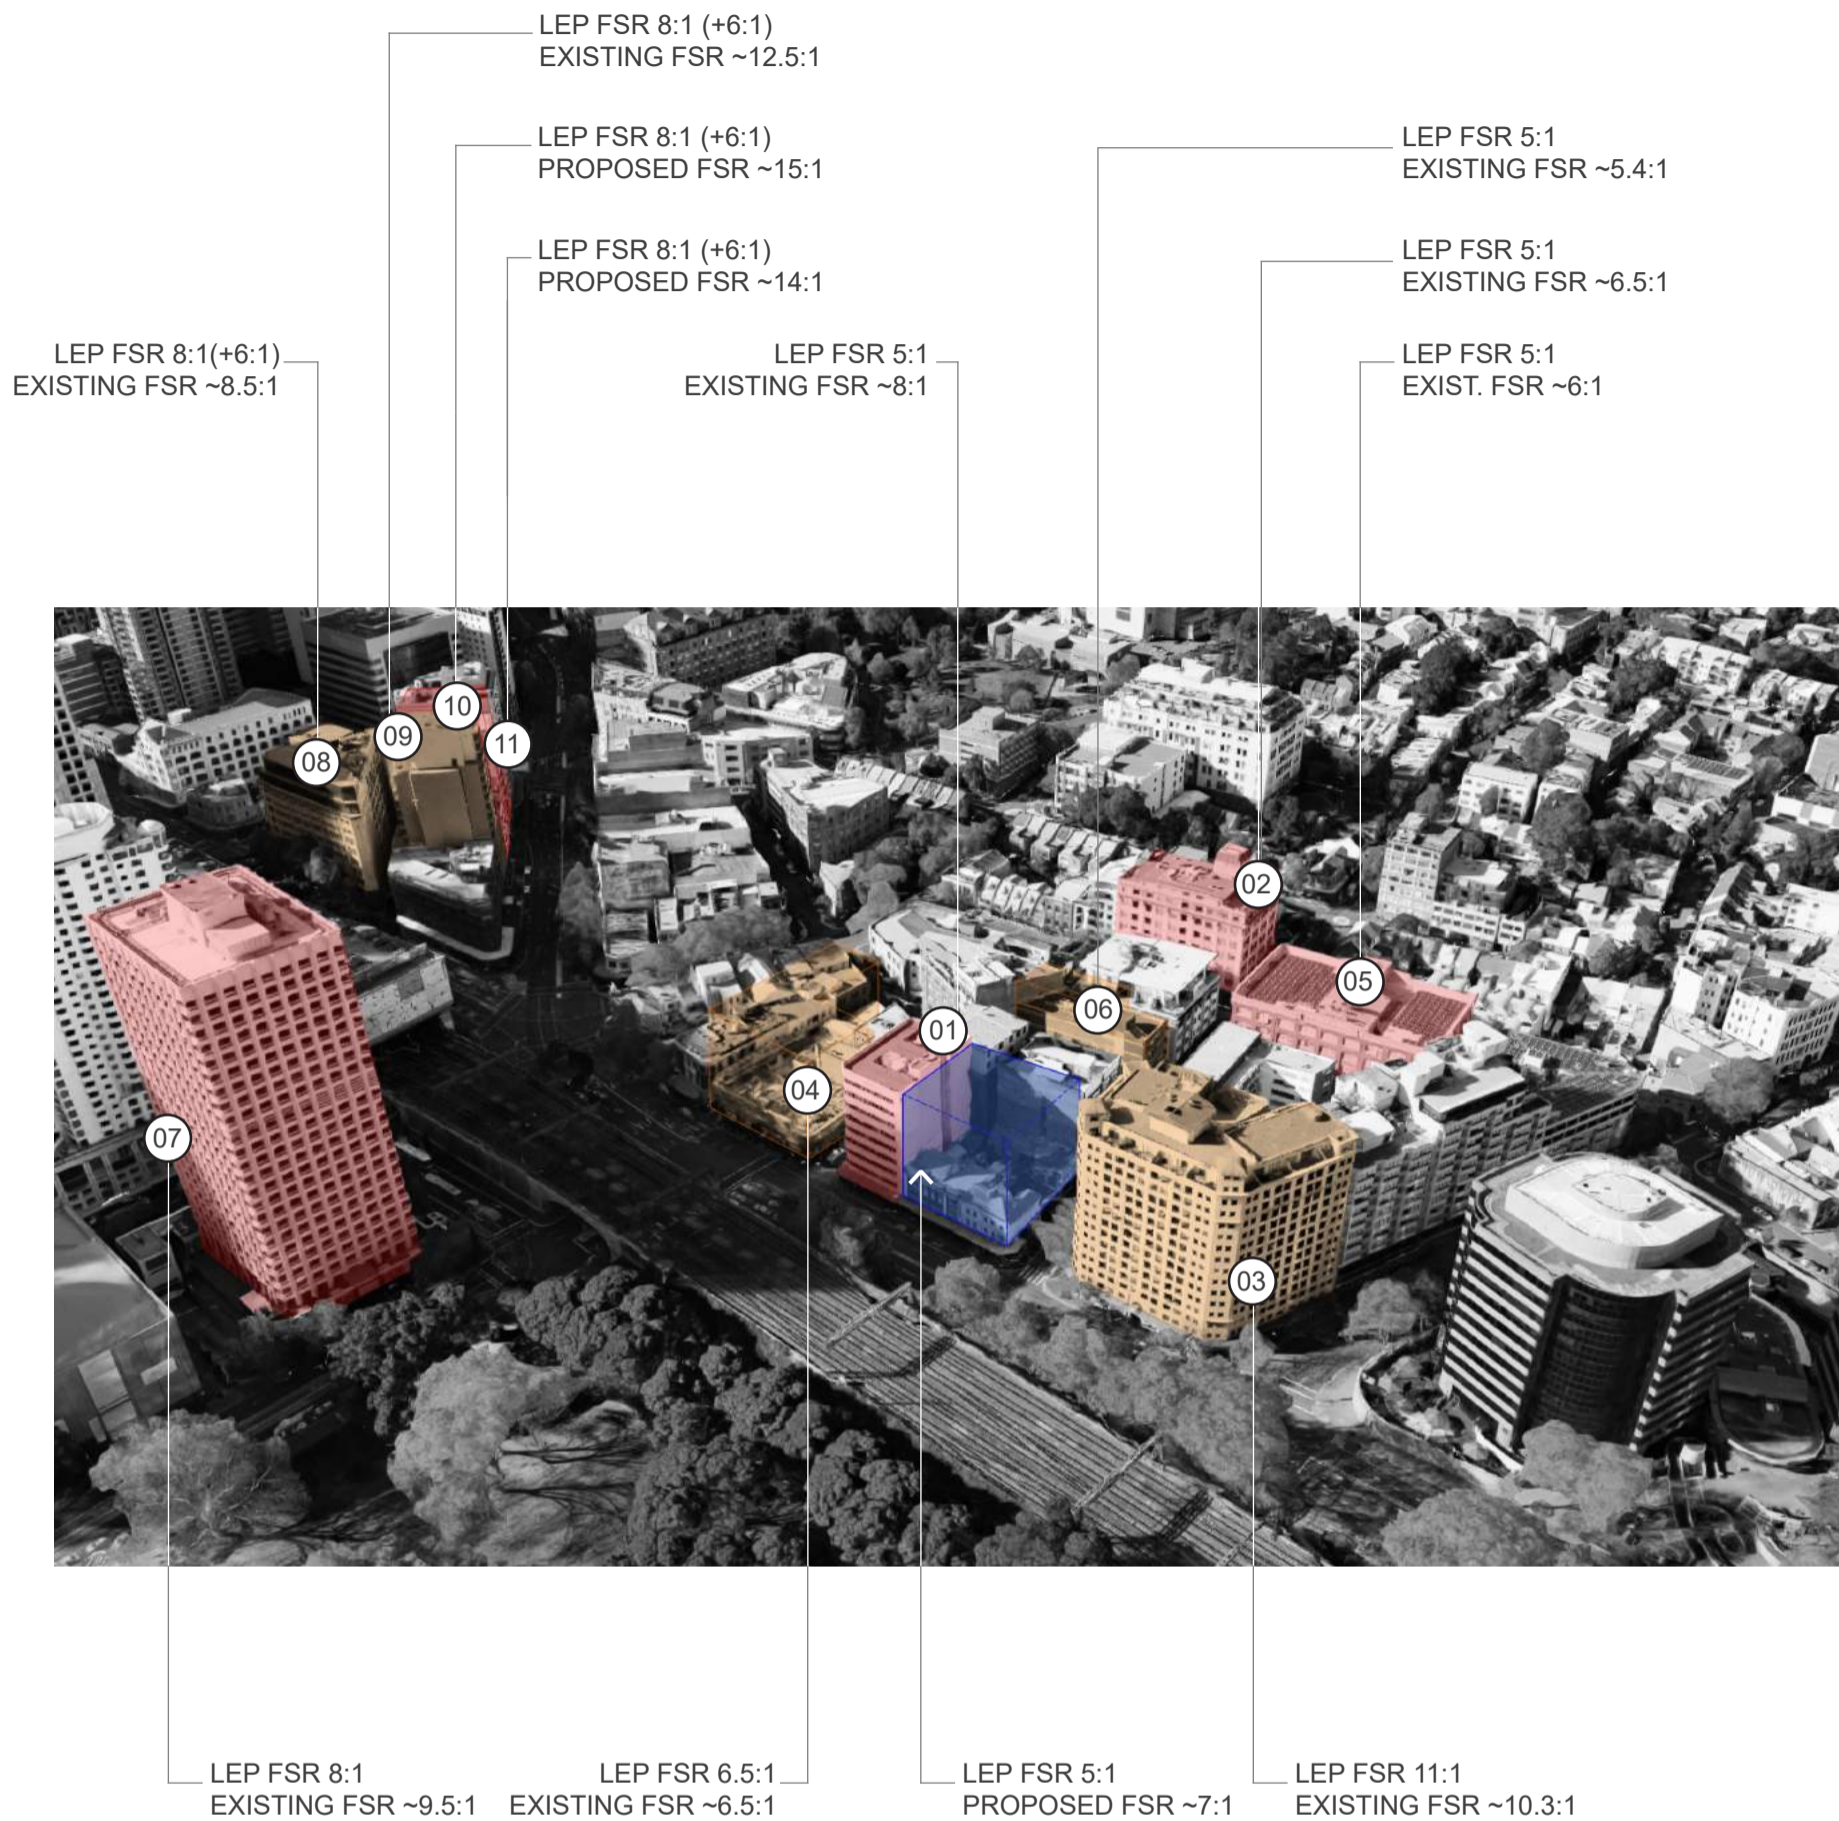 LEP FSR 8:1 (+6:1)
EXISTING FSR ~12.5:1
LEP FSR 8:1 (+6:1)
PROPOSED FSR ~15:1
LEP FSR 5:1
EXISTING FSR ~5.4:1
LEP FSR 8:1 (+6:1)
PROPOSED FSR ~14:1
LEP FSR 5:1
EXISTING FSR ~6.5:1
LEP FSR 8:1(+6:1)
EXISTING FSR ~8.5:1
LEP FSR 5:1
EXISTING FSR ~8:1
LEP FSR 5:1
EXIST. FSR ~6:1
10
09
11
08
02
05
06
01
04
07
03
LEP FSR 8:1
EXISTING FSR ~9.5:1
LEP FSR 6.5:1
EXISTING FSR ~6.5:1
LEP FSR 5:1
PROPOSED FSR ~7:1
LEP FSR 11:1
EXISTING FSR ~10.3:1